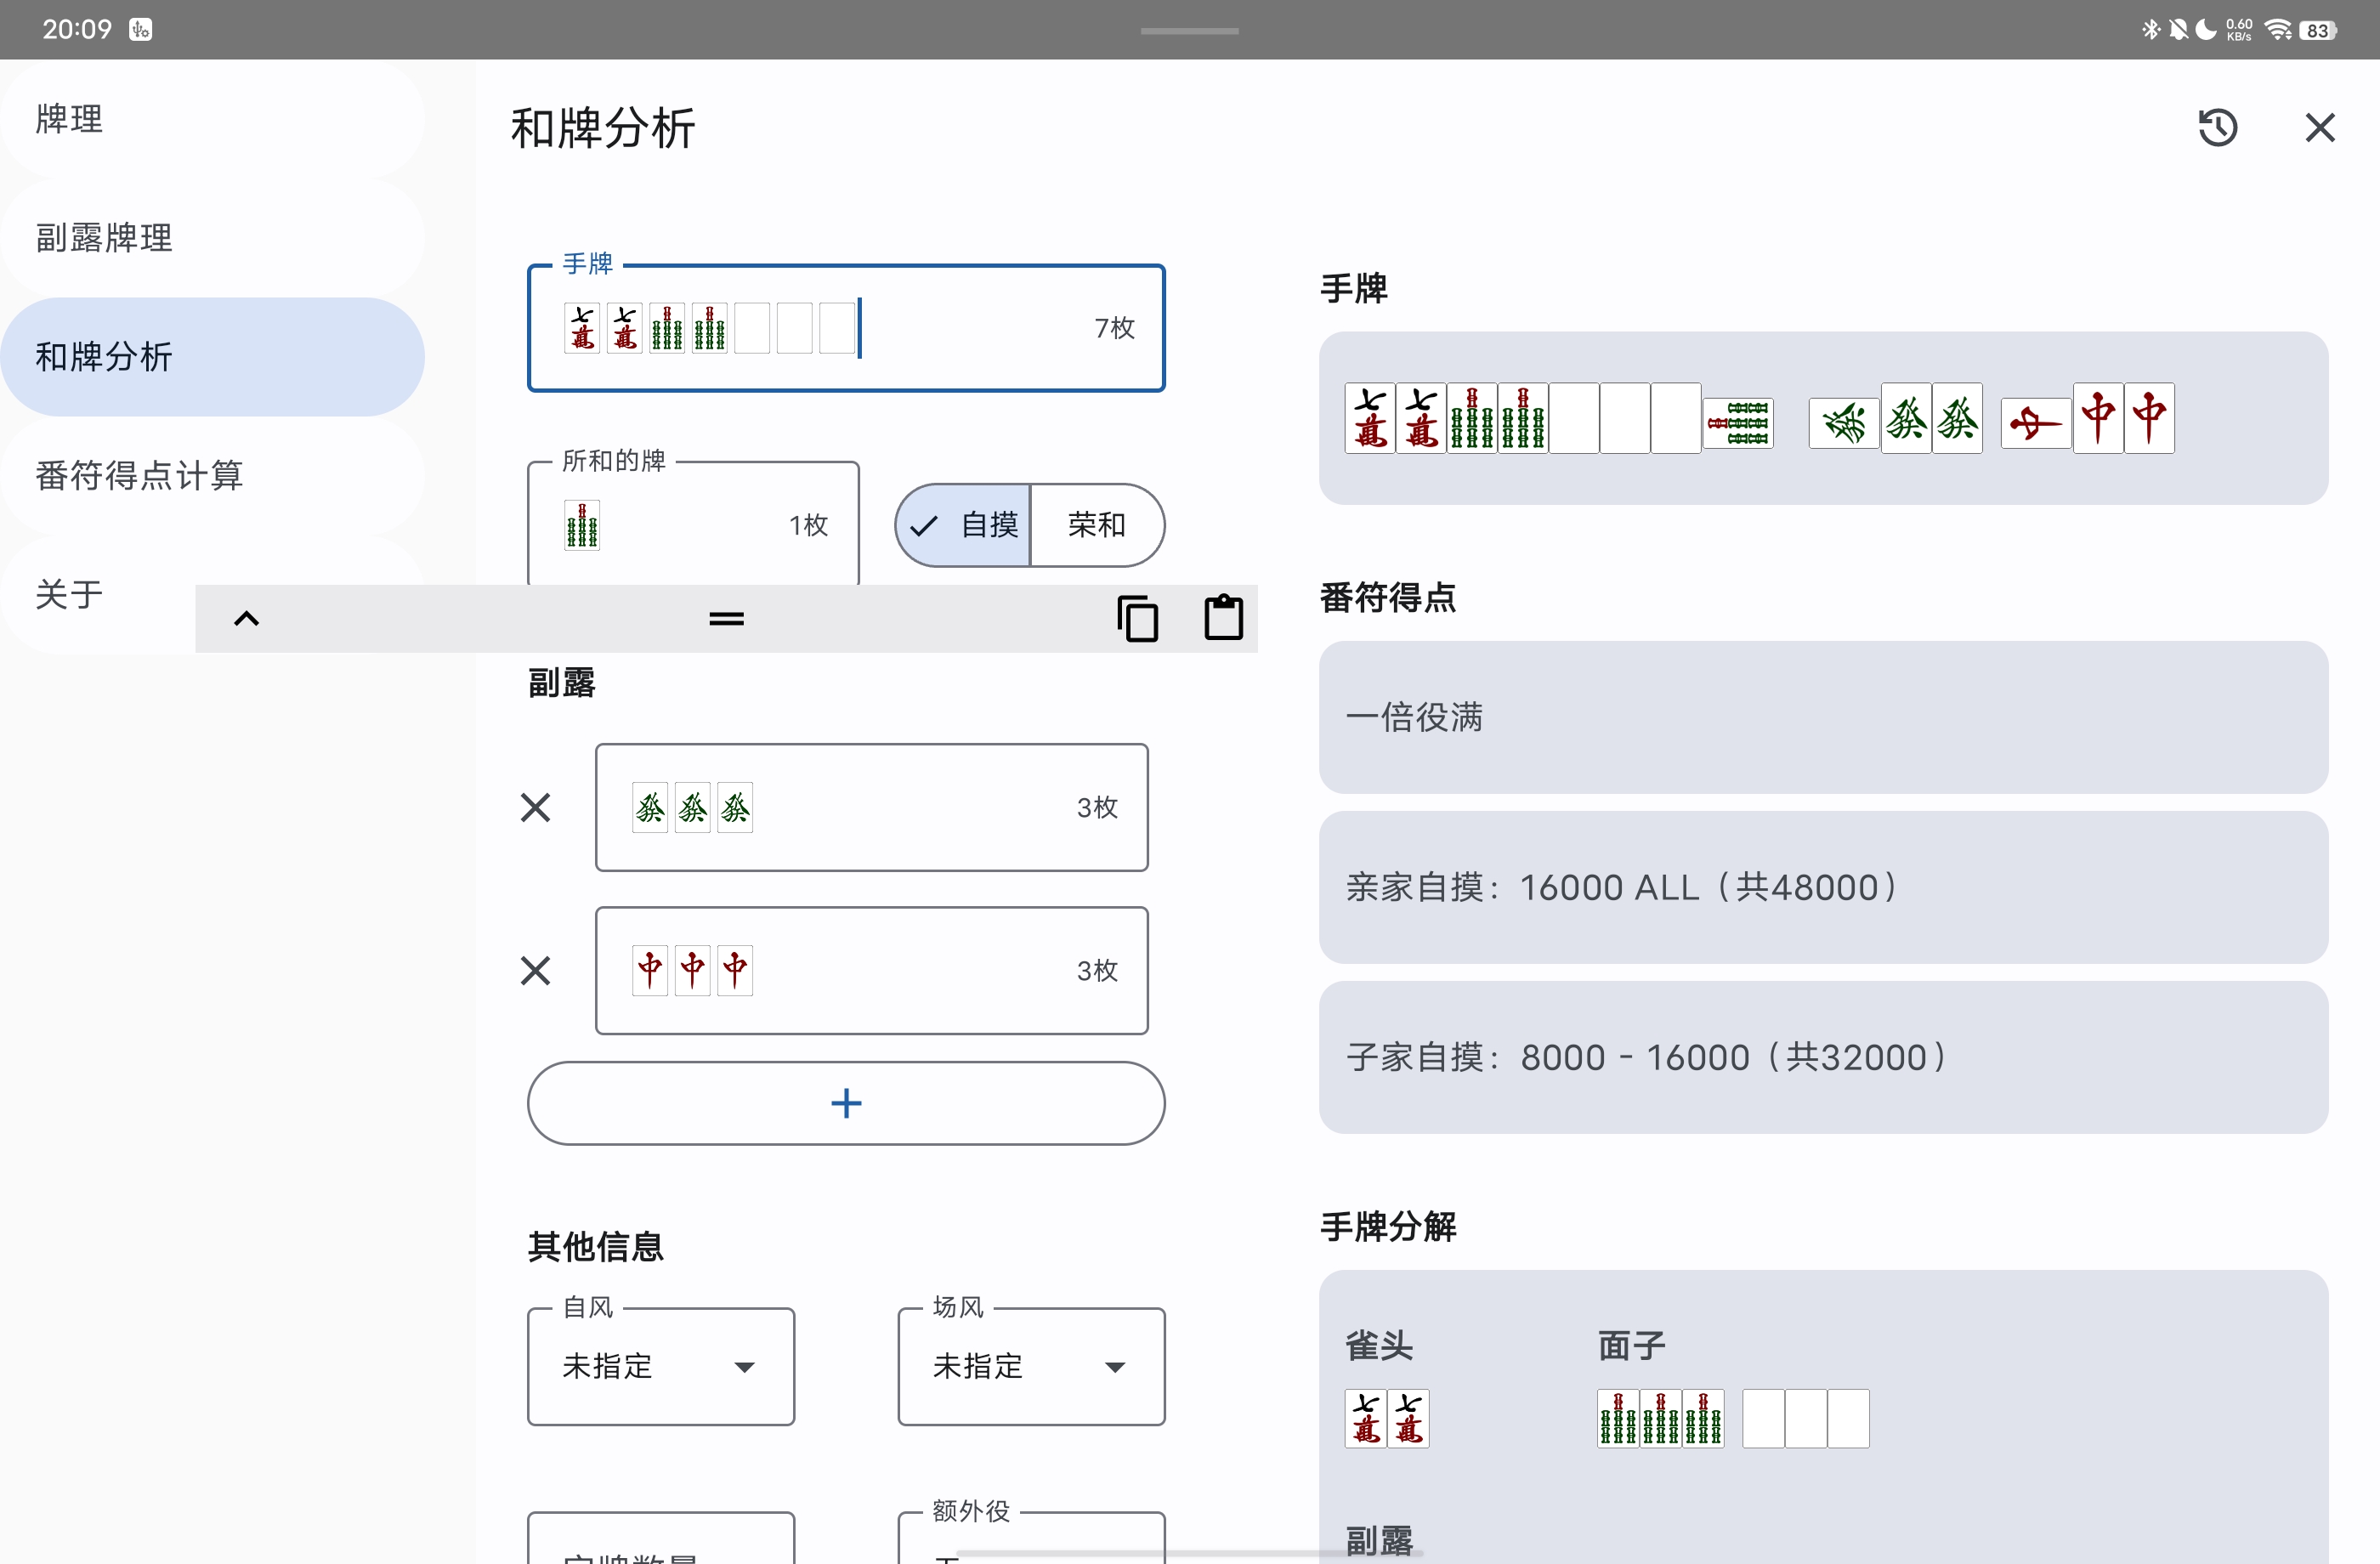 20:09
0.60
KB/s
83
牌理
副露牌理
和牌分析
番符得点计算
关于
和牌分析
手牌
7枚
所和的牌
1枚
自摸
荣和
副露
3枚
3枚
其他信息
自风
未指定
场风
未指定
额外役
手牌
番符得点
一倍役满
亲家自摸：16000 ALL（共48000）
子家自摸：8000 - 16000（共32000）
手牌分解
雀头
面子
副露